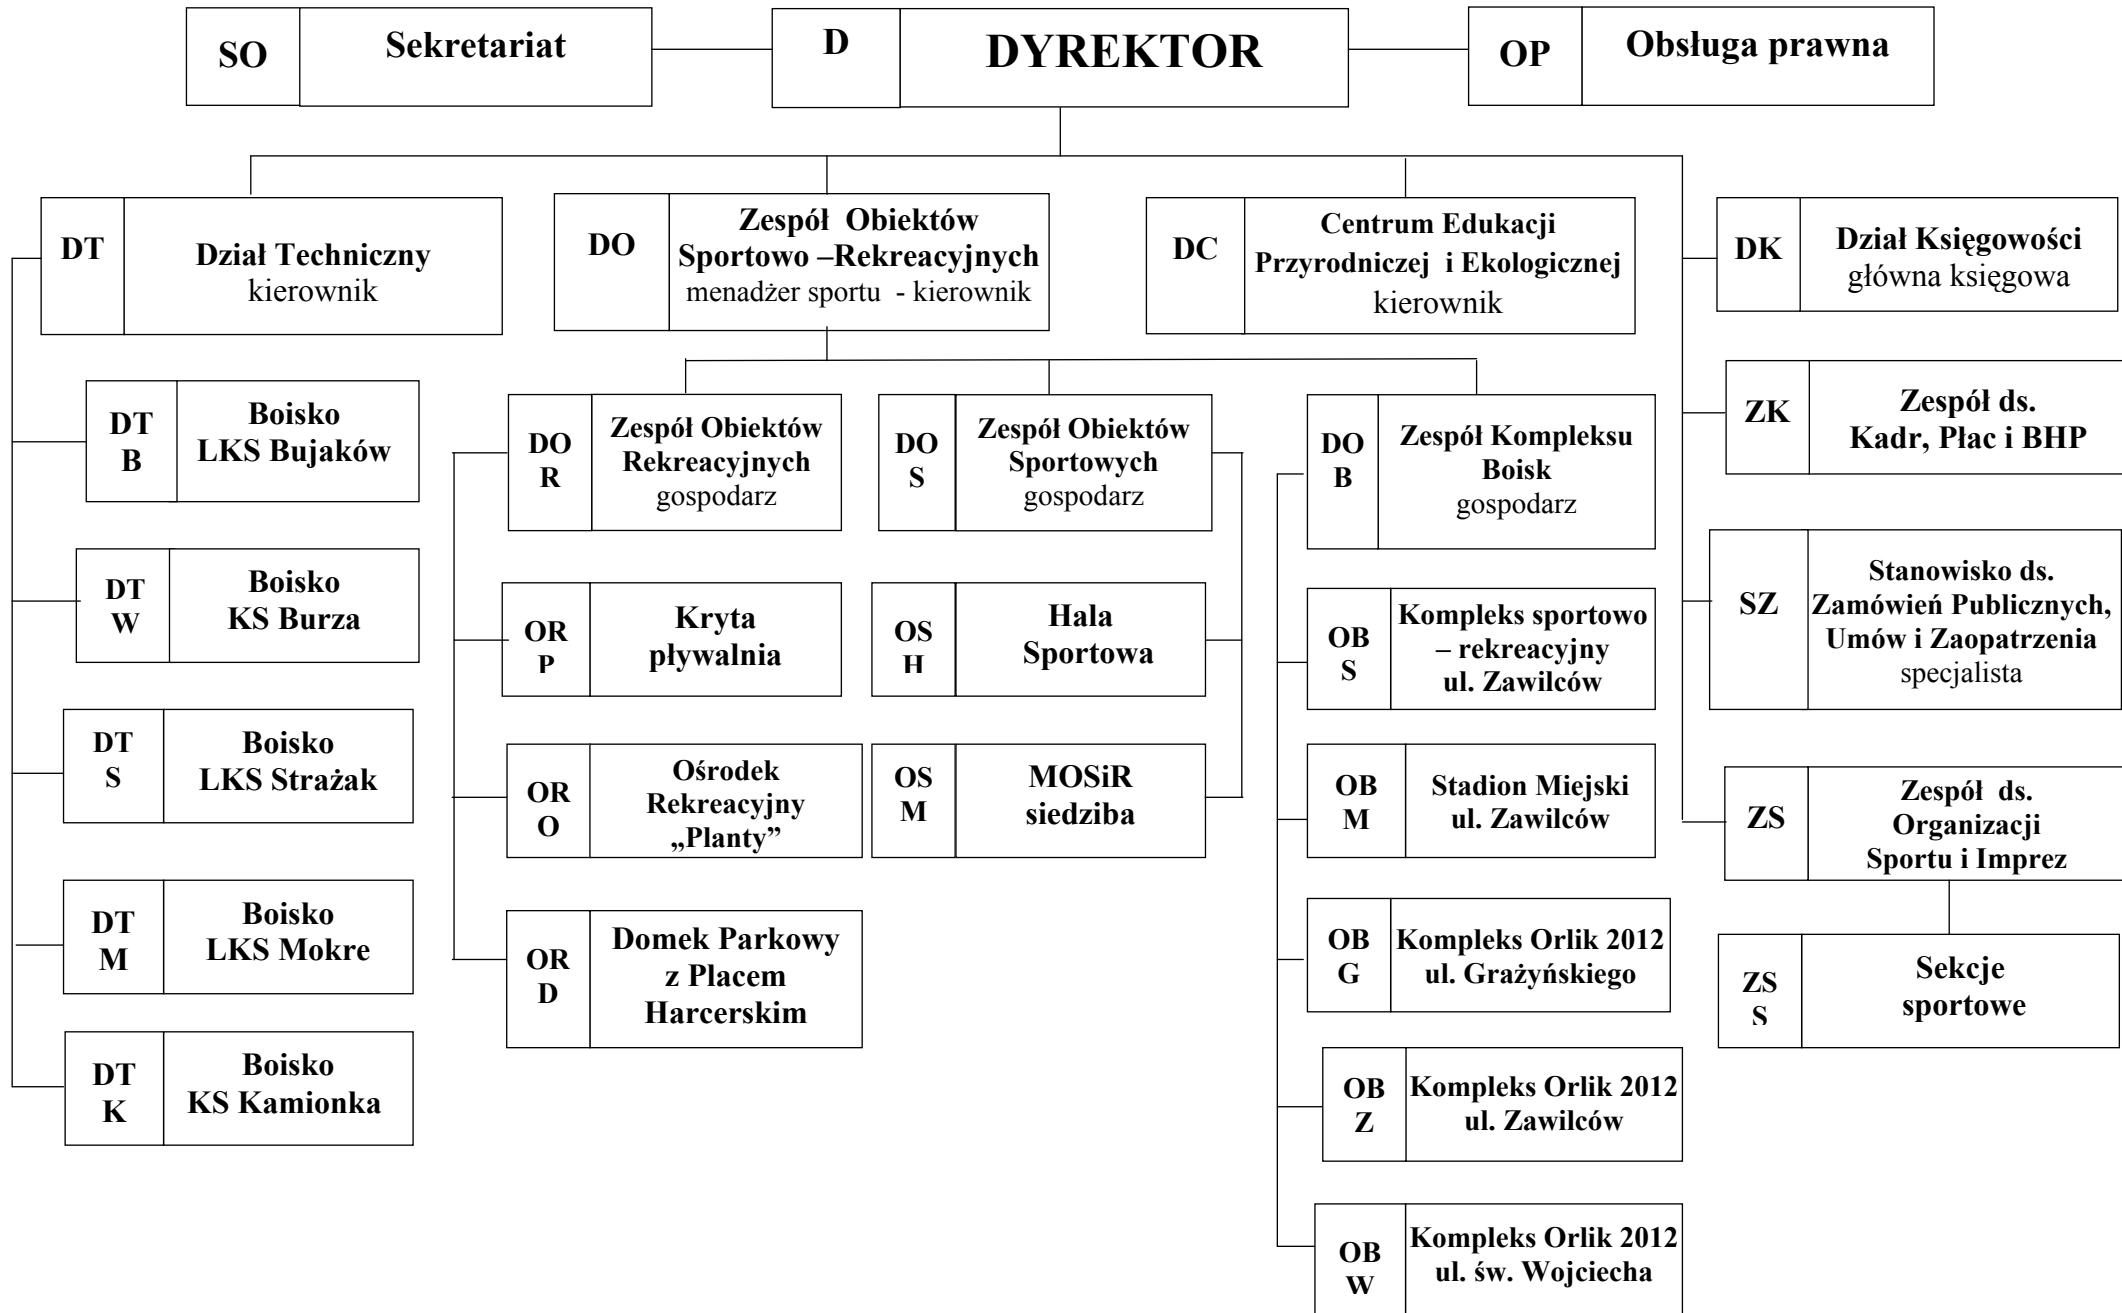 SO
Sekretariat
D
DYREKTOR
OP
Obsługa prawna
DT
Dział Techniczny
kierownik
DO
Zespół Obiektów
Sportowo –Rekreacyjnych
menadżer sportu - kierownik
DC
Centrum Edukacji
Przyrodniczej i Ekologicznej
kierownik
DK
Dział Księgowości
główna księgowa
DT
B
Boisko
LKS Bujaków
DO
R
Zespół Obiektów
Rekreacyjnych
gospodarz
DO
S
Zespół Obiektów
Sportowych
gospodarz
DO
B
Zespół Kompleksu
Boisk
gospodarz
ZK
Zespół ds.
Kadr, Płac i BHP
DT
W
Boisko
KS Burza
OR
P
Kryta
pływalnia
OS
H
Hala
Sportowa
OB
S
Kompleks sportowo
– rekreacyjny
ul. Zawilców
SZ
Stanowisko ds.
Zamówień Publicznych,
Umów i Zaopatrzenia
specjalista
DT
S
Boisko
LKS Strażak
OR
O
Ośrodek
Rekreacyjny
„Planty”
OS
M
MOSiR
siedziba
OB
M
Stadion Miejski
ul. Zawilców
ZS
Zespół ds.
Organizacji
Sportu i Imprez
DT
M
Boisko
LKS Mokre
OR
D
Domek Parkowy
z Placem
Harcerskim
OB
G
Kompleks Orlik 2012
ul. Grażyńskiego
ZS
S
Sekcje
sportowe
DT
K
Boisko
KS Kamionka
OB
Z
Kompleks Orlik 2012
ul. Zawilców
OB
W
Kompleks Orlik 2012
ul. św. Wojciecha